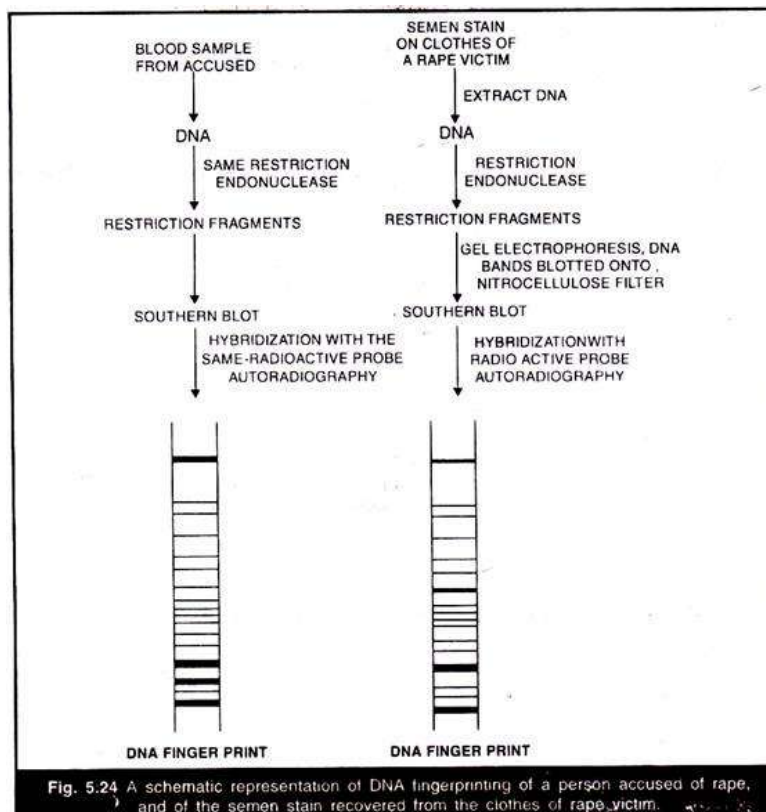 BLOOD SAMPLE
FROM ACCUSED
DNA
SAME RESTRICTION
ENDONUCLEASE
RESTRICTION FRAGMENTS
SOUTHERN BLOT
HYBRIDIZATION WITH THE
SAME-RADIOACTIVE PROBE
AUTORADIOGRAPHY
DNA FINGER PRINT
SEMEN STAIN
ON CLOTHES OF
A RAPE VICTIM
EXTRACT DNA
DNA
RESTRICTION
ENDONUCLEASE
RESTRICTION FRAGMENTS
GEL ELECTROPHORESIS, DNA
BANDS BLOTTED ONTO
NITROCELLULOSE FILTER
SOUTHERN BLOT
HYBRIDIZATIONWITH
RADIO ACTIVE PROBE
AUTORADIOGRAPHY
DNA FINGER PRINT
Fig. 5.24 A schematic representation of DNA fingerprinting of a person accused of rape,
and of the semen stain recovered from the clothes of rape victim